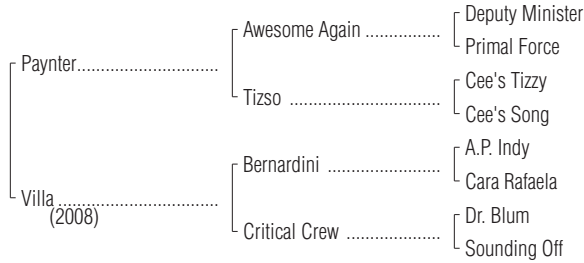 Deputy Minister
Awesome Again ....................
Primal Force
Paynter.....................................
Cee's Tizzy
Tizso ........................................
Cee's Song
A.P. Indy
Bernardini .............................
Cara Rafaela
Villa ..........................................
(2008)
Dr. Blum
Critical Crew .........................
Sounding Off